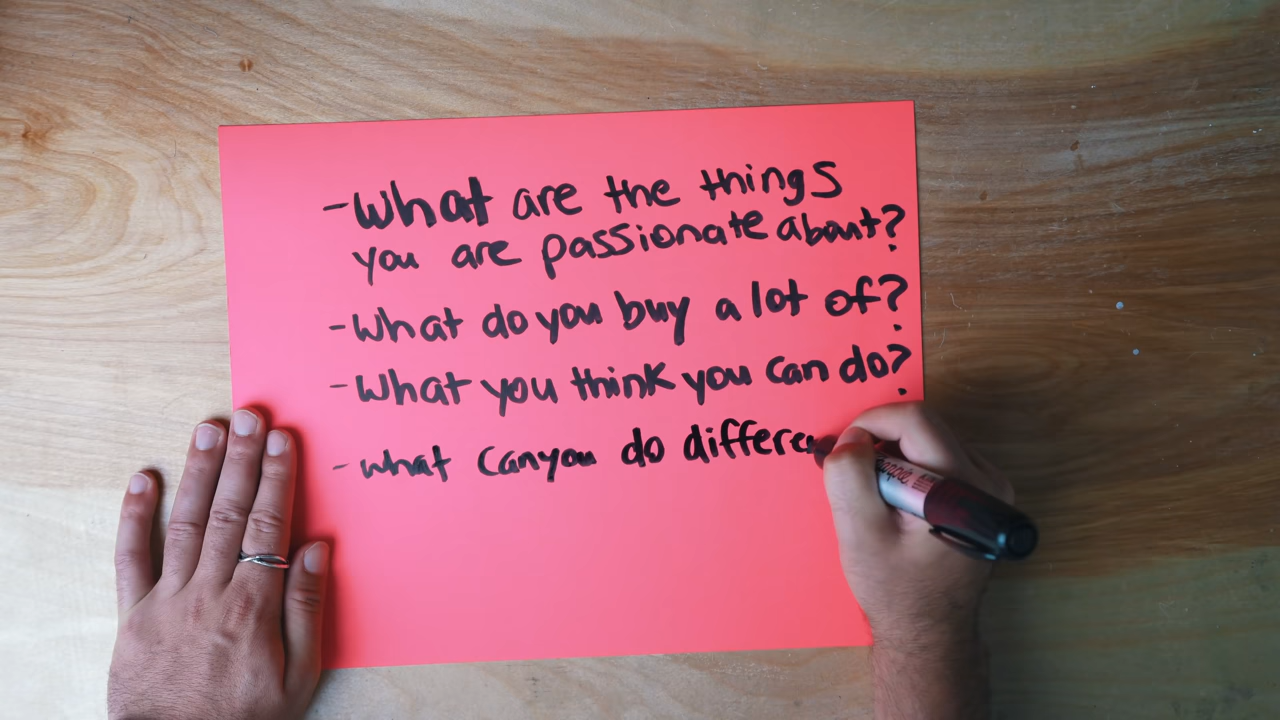 -What are the things
you are passionate about?
-What do you buy a lot of?
-What you think you can do?
-what can you do differen